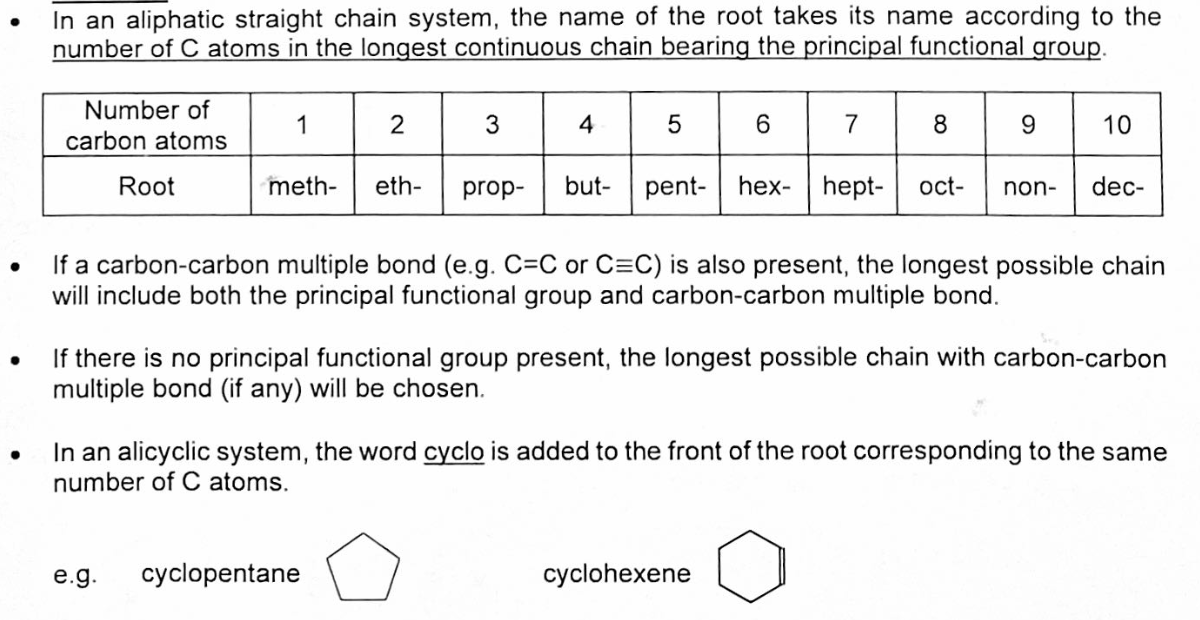 • In an aliphatic straight chain system, the name of the root takes its name according to the
number of C atoms in the longest continuous chain bearing the principal functional group.
Number of
carbon atoms 1 2 3 4 5 6 7 8 9 10
Root meth- eth- prop- but- pent- hex- hept- oct- non- dec-
• If a carbon-carbon multiple bond (e.g. C=C or C≡C) is also present, the longest possible chain
will include both the principal functional group and carbon-carbon multiple bond.
• If there is no principal functional group present, the longest possible chain with carbon-carbon
multiple bond (if any) will be chosen.
• In an alicyclic system, the word cyclo is added to the front of the root corresponding to the same
number of C atoms.
e.g. cyclopentane cyclohexene